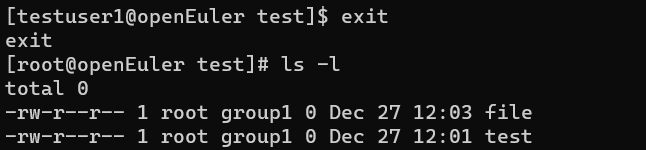 [testuser1@openEuler test]$ exit
exit
[root@openEuler test]# ls -l
total 0
-rw-r--r-- 1 root group1 0 Dec 27 12:03 file
-rw-r--r-- 1 root group1 0 Dec 27 12:01 test